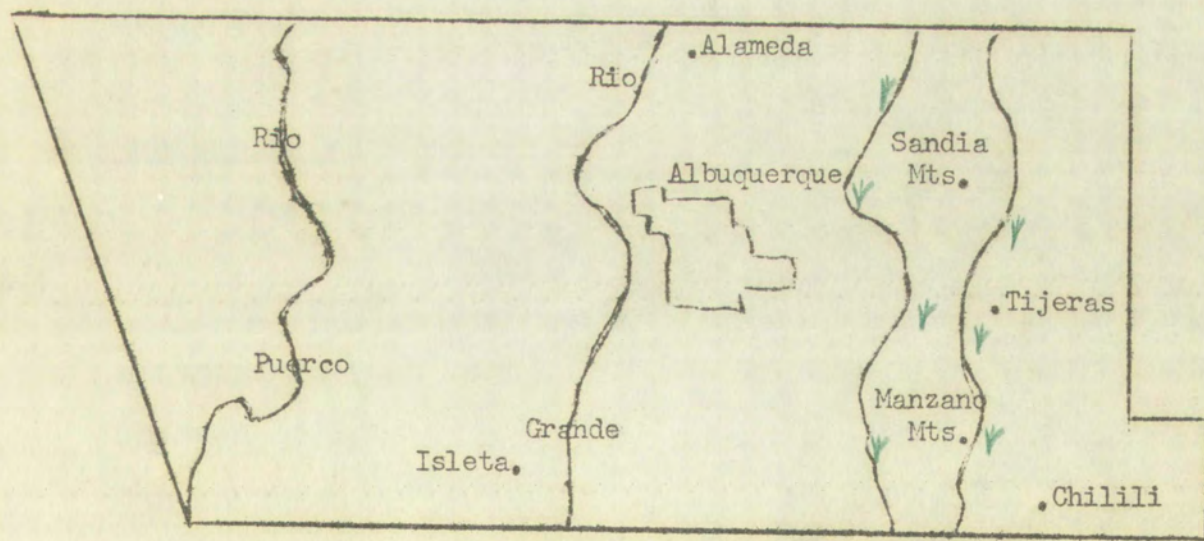 Alameda
Rio
Rio
Sandia
Mts.
Albuquerque
Tijeras
Puerco
Manzano
Mts.
Grande
Isleta
Chilili